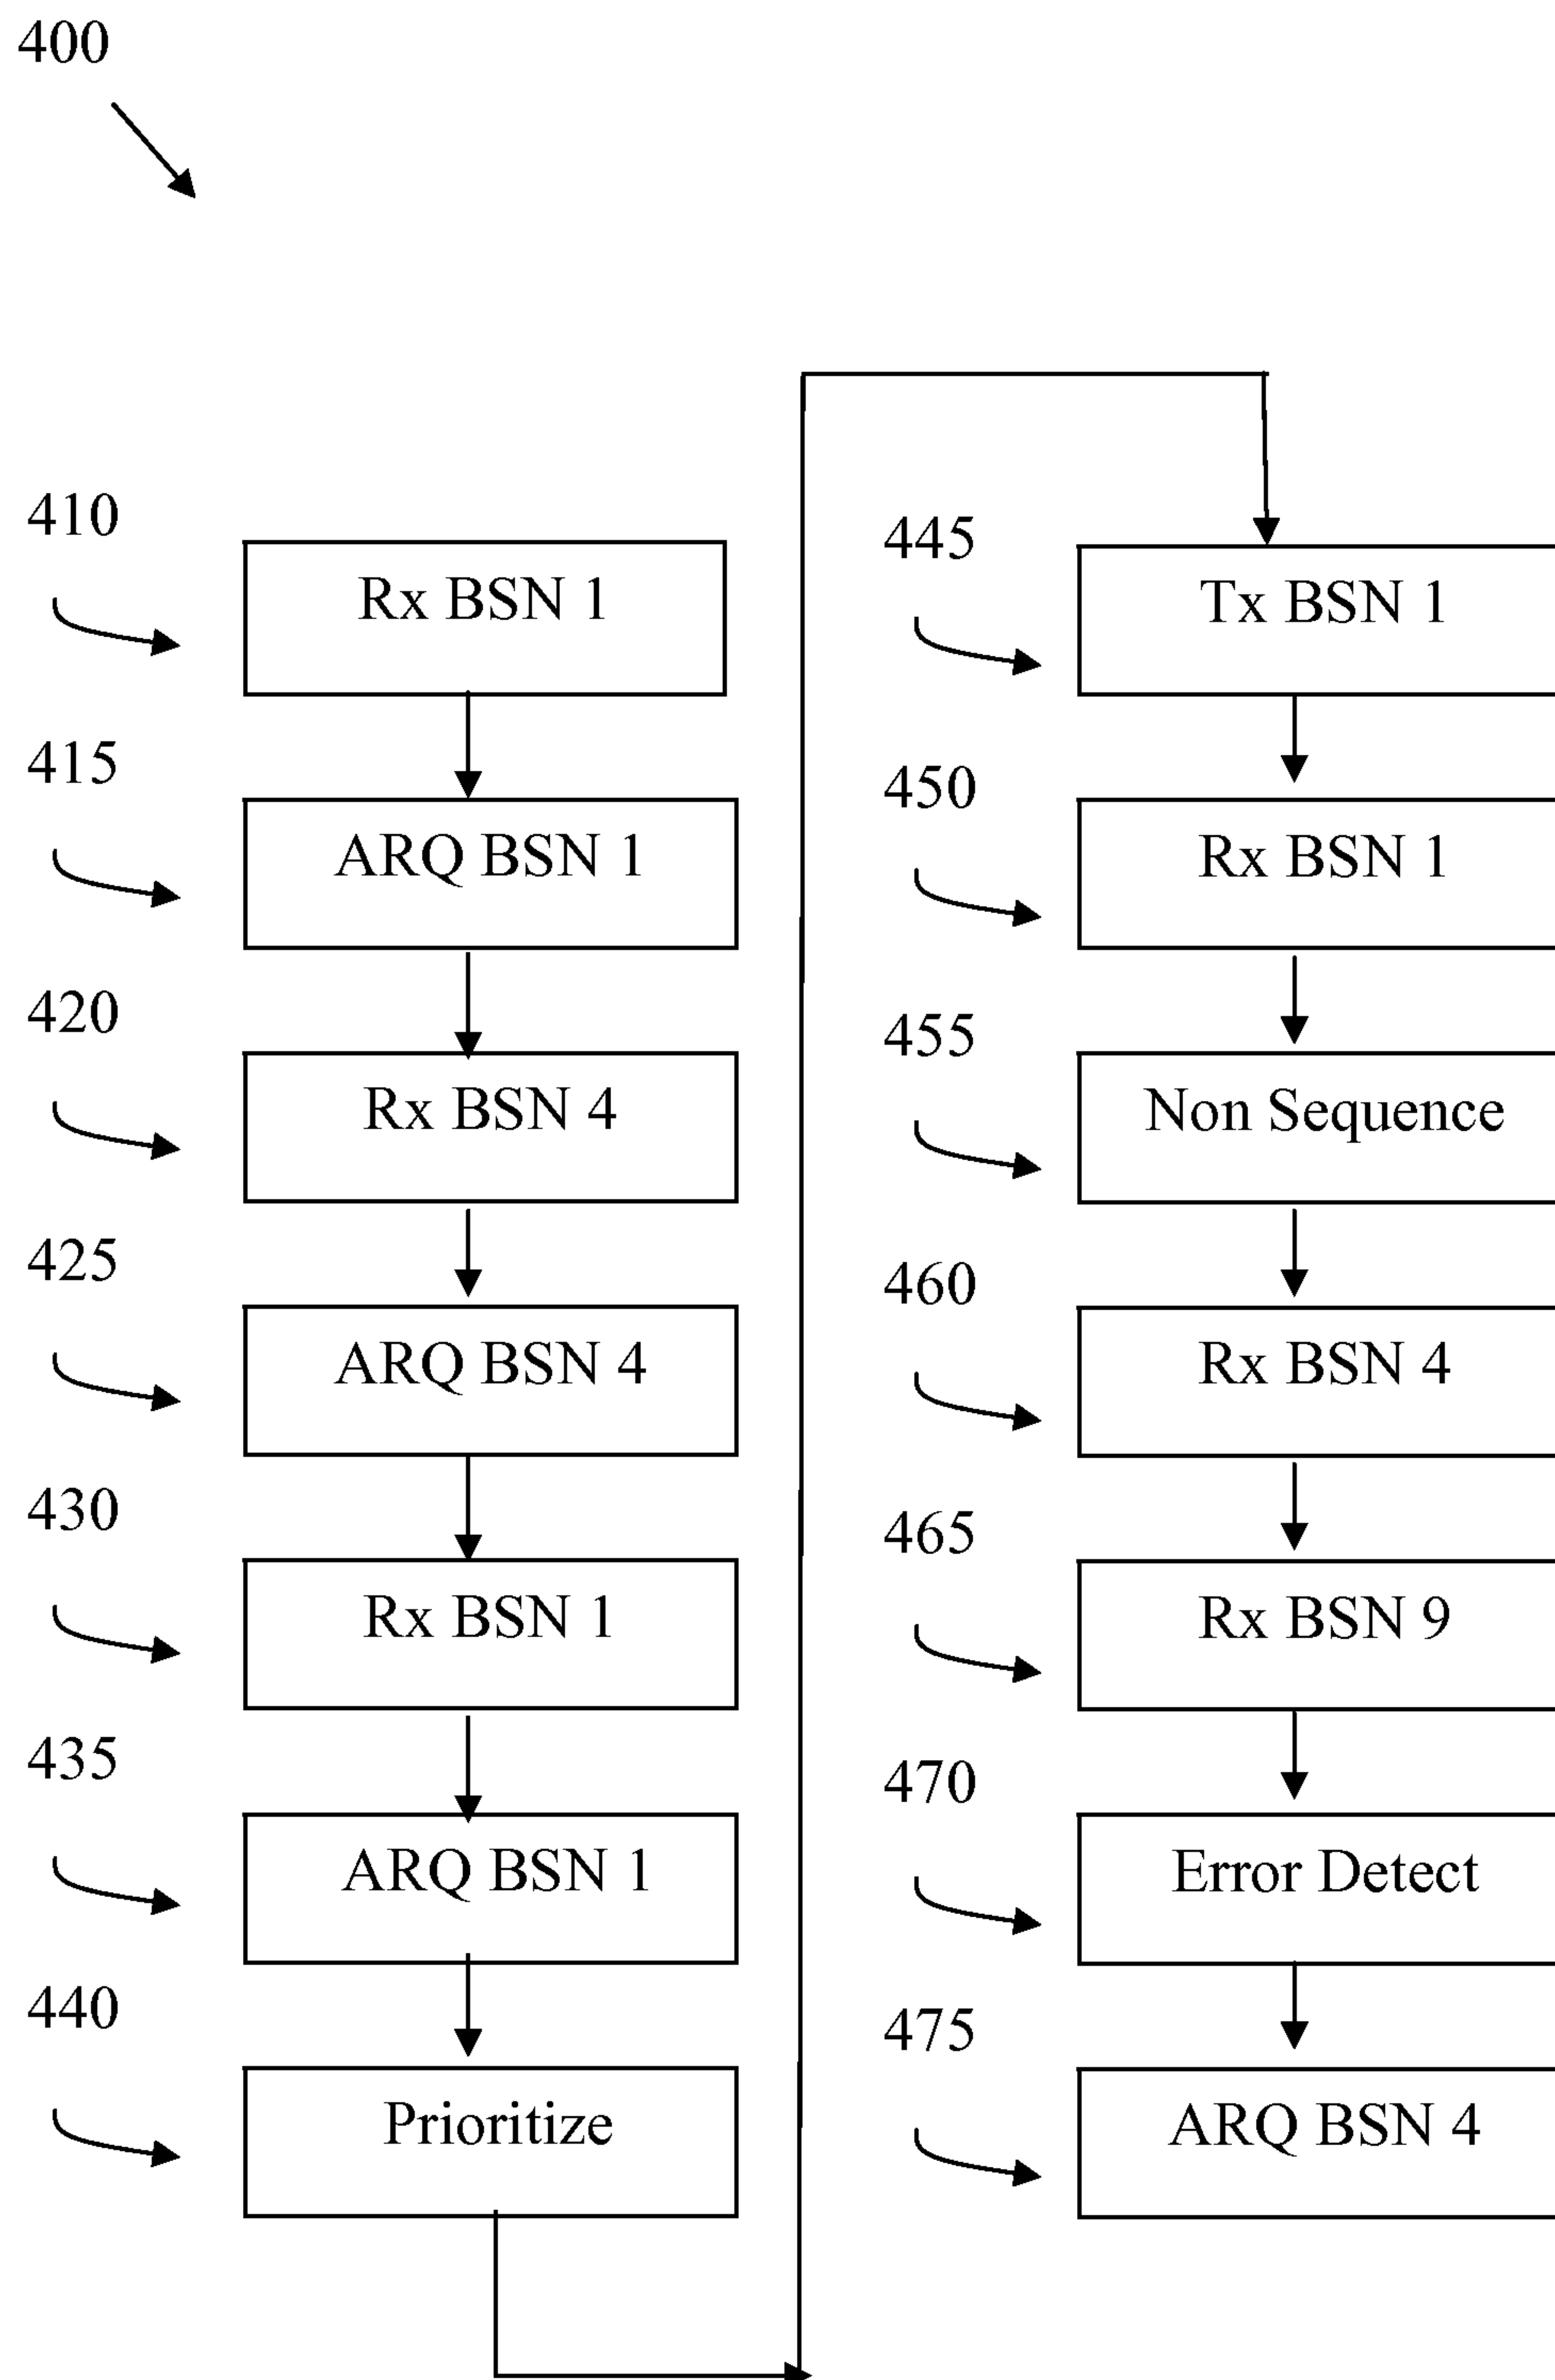 400
410
Rx BSN 1
415
ARQ BSN 1
420
Rx BSN 4
425
ARQ BSN 4
430
Rx BSN 1
435
ARQ BSN 1
440
Prioritize
445
Tx BSN 1
450
Rx BSN 1
455
Non Sequence
460
Rx BSN 4
465
Rx BSN 9
470
Error Detect
475
ARQ BSN 4